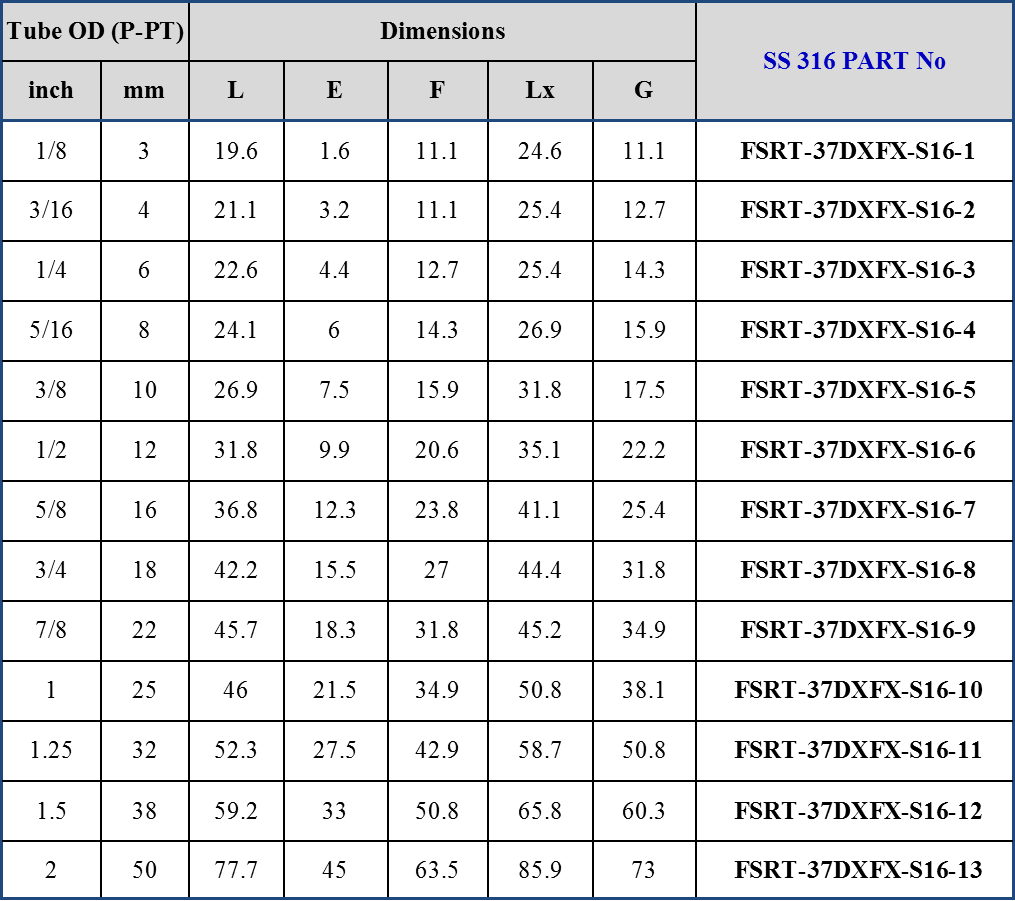 Tube OD (P-PT) Dimensions SS 316 PART No
inch mm L E F Lx G
1/8 3 19.6 1.6 11.1 24.6 11.1 FSRT-37DXFX-S16-1
3/16 4 21.1 3.2 11.1 25.4 12.7 FSRT-37DXFX-S16-2
1/4 6 22.6 4.4 12.7 25.4 14.3 FSRT-37DXFX-S16-3
5/16 8 24.1 6 14.3 26.9 15.9 FSRT-37DXFX-S16-4
3/8 10 26.9 7.5 15.9 31.8 17.5 FSRT-37DXFX-S16-5
1/2 12 31.8 9.9 20.6 35.1 22.2 FSRT-37DXFX-S16-6
5/8 16 36.8 12.3 23.8 41.1 25.4 FSRT-37DXFX-S16-7
3/4 18 42.2 15.5 27 44.4 31.8 FSRT-37DXFX-S16-8
7/8 22 45.7 18.3 31.8 45.2 34.9 FSRT-37DXFX-S16-9
1 25 46 21.5 34.9 50.8 38.1 FSRT-37DXFX-S16-10
1.25 32 52.3 27.5 42.9 58.7 50.8 FSRT-37DXFX-S16-11
1.5 38 59.2 33 50.8 65.8 60.3 FSRT-37DXFX-S16-12
2 50 77.7 45 63.5 85.9 73 FSRT-37DXFX-S16-13